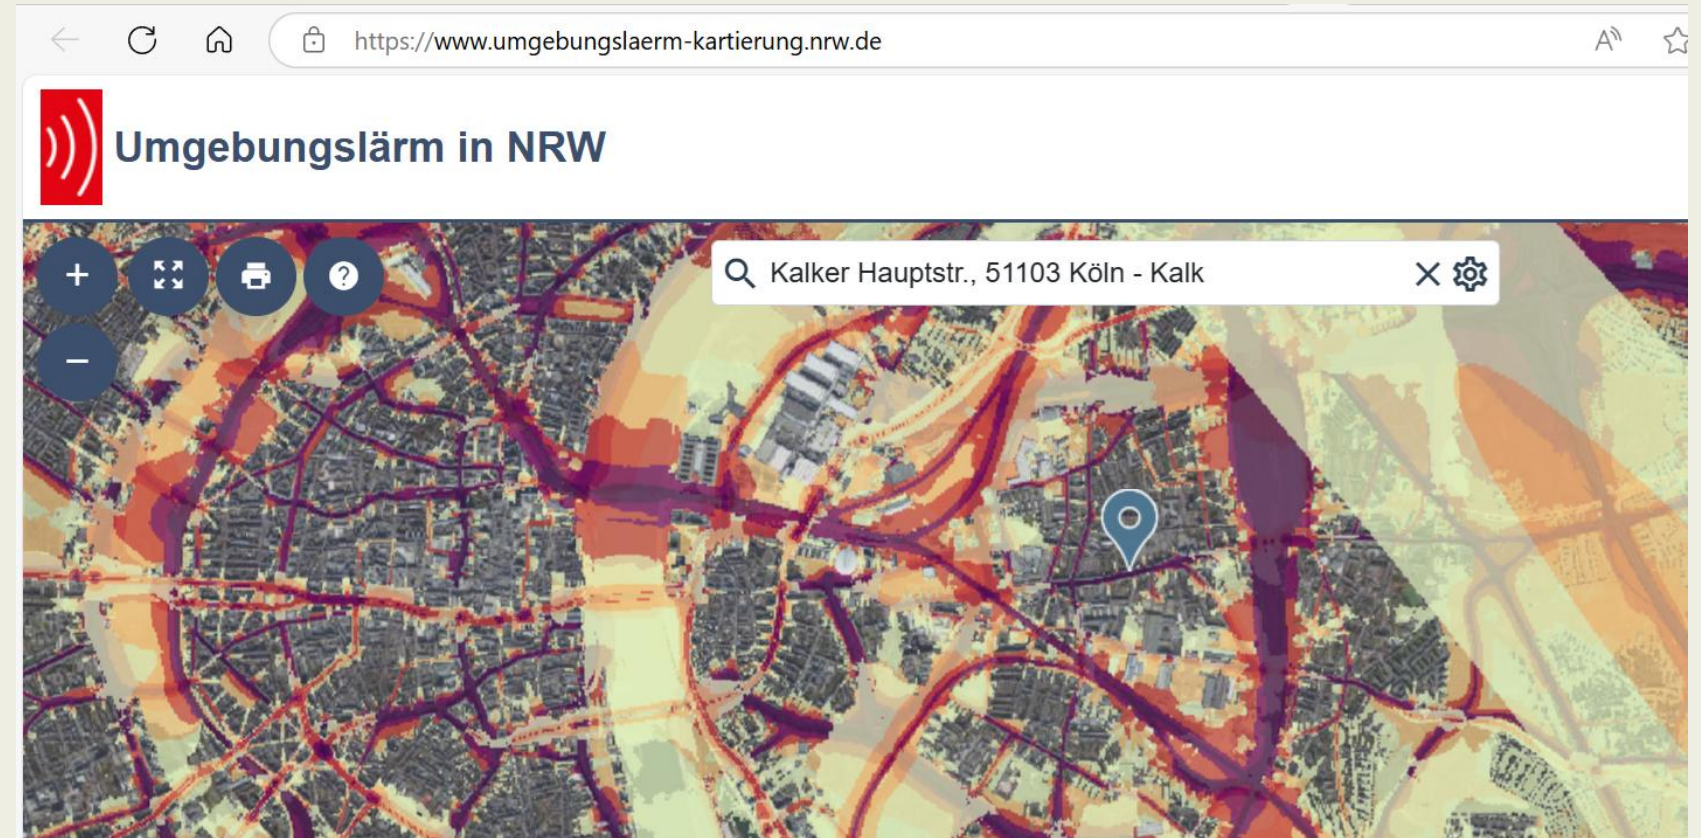 https://www.umgebungslaerm-kartierung.nrw.de
Umgebungslärm in NRW
Kalker Hauptstr., 51103 Köln - Kalk